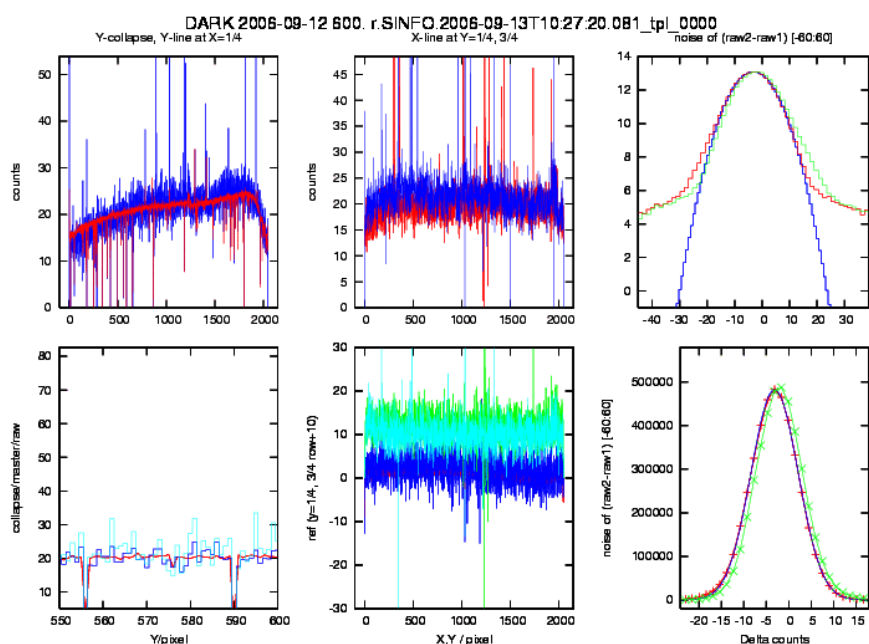 DARK 2006-09-12 600. r.SINFO.2006-09-13T10:27:20.081_tpl_0000
Y-collapse, Y-line at X=1/4
X-line at Y=1/4, 3/4
noise of (raw2-raw1) [-60:60]
counts
50
40
30
20
10
0
0 500 1000 1500 2000
counts
45
40
35
30
25
20
15
10
5
0
0 500 1000 1500 2000
14
12
10
8
6
4
2
0
-40 -30 -20 -10 0 10 20 30
collapse/master/raw
80
70
60
50
40
30
20
10
550 560 570 580 590 600
Y/pixel
ref (y=1/4, 3/4 row+10)
30
20
10
0
-10
-20
-30
0 500 1000 1500 2000
X,Y / pixel
noise of (raw2-raw1) [-60:60]
500000
400000
300000
200000
100000
0
-20 -15 -10 -5 0 5 10 15
Delta counts